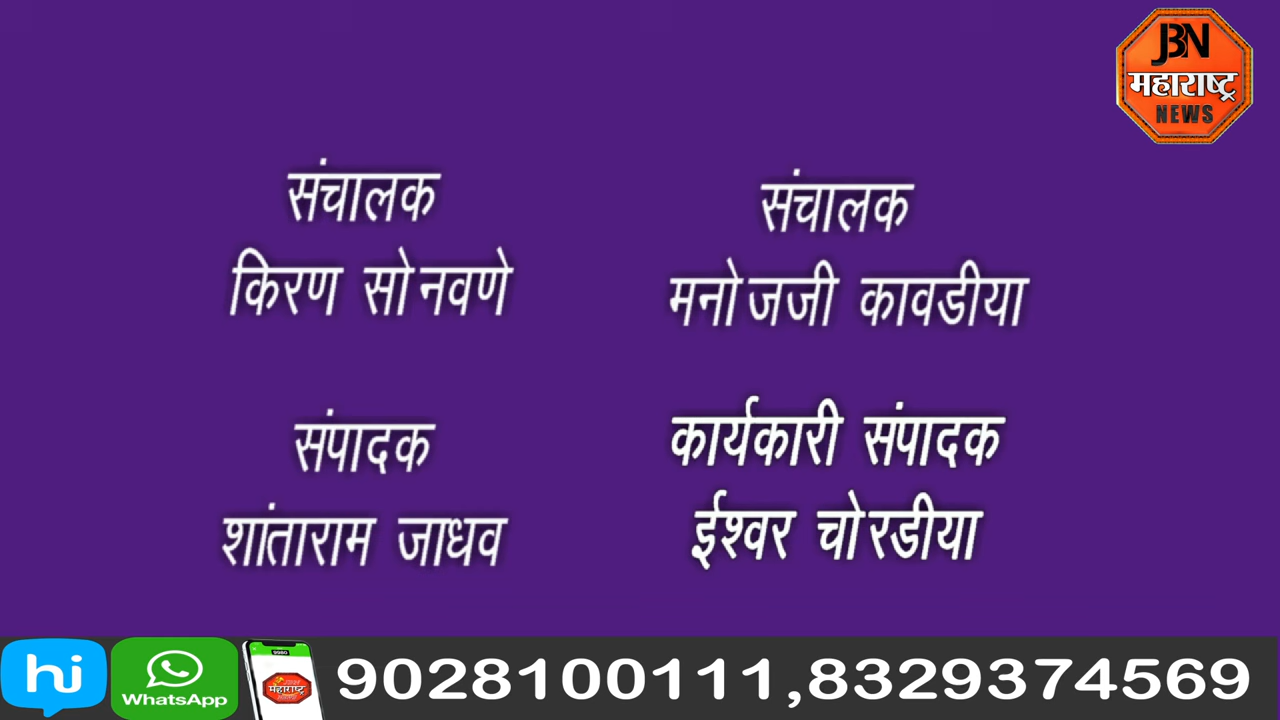 JBN
महाराष्ट्र
NEWS
संचालक
किरण सोनवणे
संचालक
मनोजजी कावडीया
संपादक
शांताराम जाधव
कार्यकारी संपादक
ईश्वर चोरडीया
hi
WhatsApp
महाराष्ट्र
9028100111,8329374569